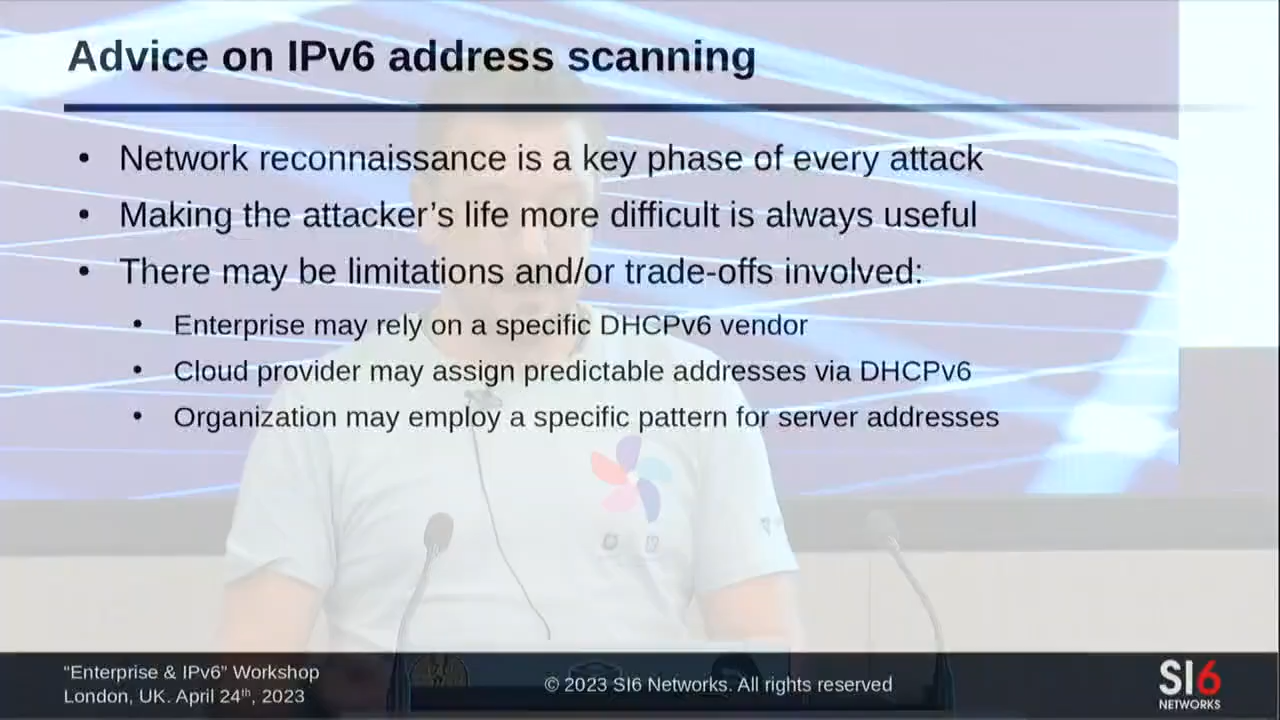 Advice on IPv6 address scanning
• Network reconnaissance is a key phase of every attack
• Making the attacker’s life more difficult is always useful
• There may be limitations and/or trade-offs involved:
• Enterprise may rely on a specific DHCPv6 vendor
• Cloud provider may assign predictable addresses via DHCPv6
• Organization may employ a specific pattern for server addresses
"Enterprise & IPv6" Workshop
London, UK. April 24th, 2023
© 2023 SI6 Networks. All rights reserved
SI6
NETWORKS